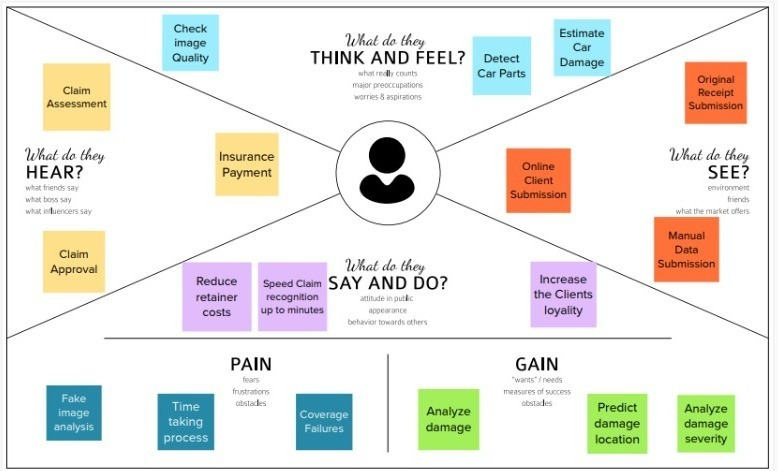 Check
image
Quality
What do they
THINK AND FEEL?
what really counts
major preoccupations
worries & aspirations
Detect
Car Parts
Estimate
Car
Damage
Claim
Assessment
Original
Receipt
Submission
What do they
HEAR?
what friends say
what boss say
what influencers say
Insurance
Payment
Online
Client
Submission
What do they
SEE?
environment
friends
what the market offers
Claim
Approval
Manual
Data
Submission
Reduce
retainer
costs
Speed Claim
recognition
up to minutes
What do they
SAY AND DO?
attitude in public
appearance
behavior towards others
Increase
the Clients
loyality
PAIN
fears
frustrations
obstacles
GAIN
"wants" / needs
measures of success
obstacles
Fake
image
analysis
Time
taking
process
Coverage
Failures
Analyze
damage
Predict
damage
location
Analyze
damage
severity